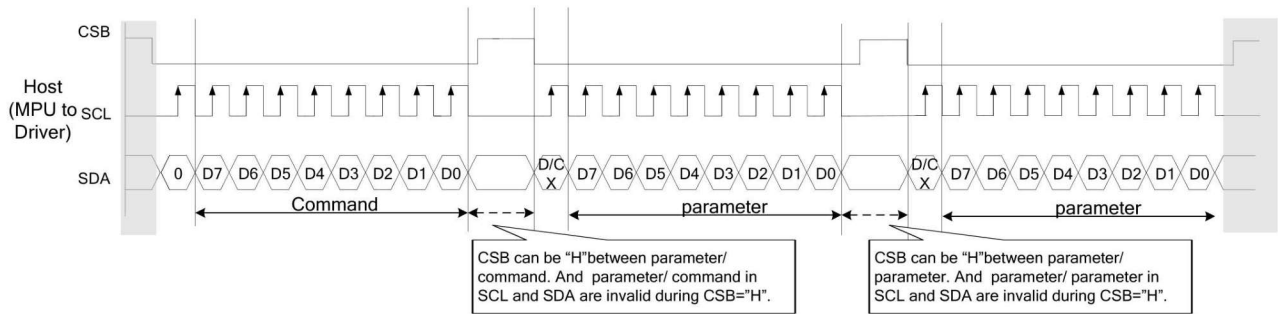 CSB
Host
(MPU to
Driver)
SCL
SDA
0 D7 D6 D5 D4 D3 D2 D1 D0 D/C X D7 D6 D5 D4 D3 D2 D1 D0 D/C X D7 D6 D5 D4 D3 D2 D1 D0
Command
parameter
parameter
CSB can be “H”between parameter/
command. And parameter/ command in
SCL and SDA are invalid during CSB=”H”.
CSB can be “H”between parameter/
parameter. And parameter/ parameter in
SCL and SDA are invalid during CSB=”H”.